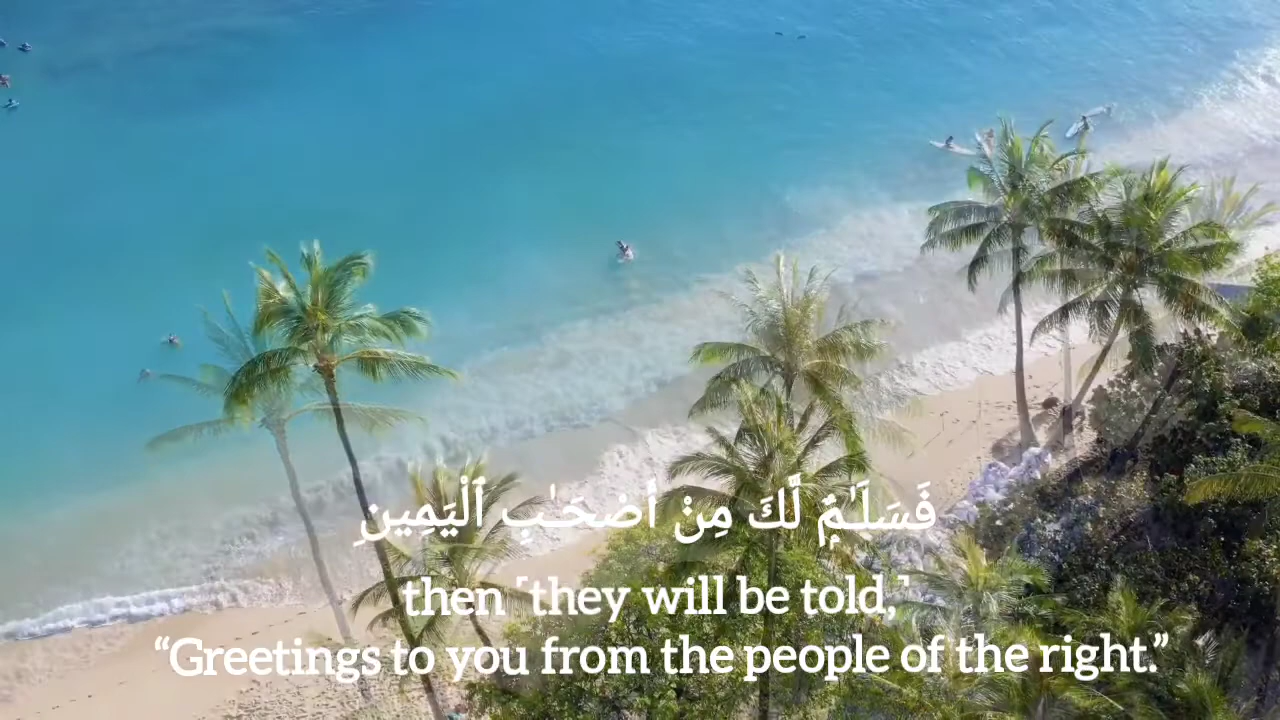 فَسَلَـٰمٌۭ لَّكَ مِنْ أَصْحَـٰبِ ٱلْيَمِينِ
then ˹they will be told,˺
“Greetings to you from the people of the right.”